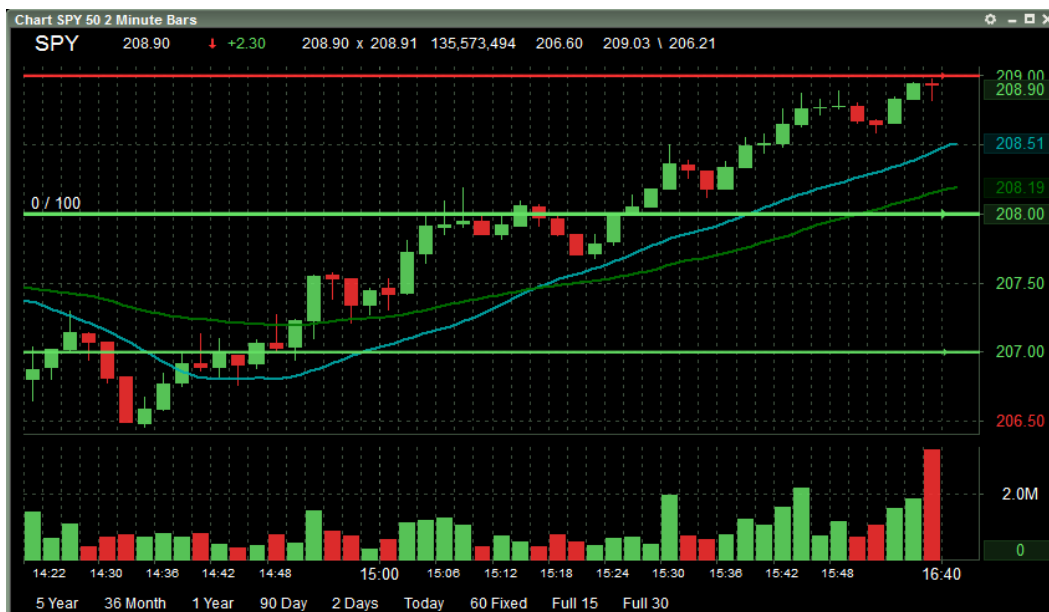 Chart SPY 50 2 Minute Bars
SPY 208.90 ↓ +2.30 208.90 x 208.91 135,573,494 206.60 209.03 \ 206.21
209.00
208.90
208.51
208.19
0 / 100
208.00
207.50
207.00
206.50
2.0M
0
14:22 14:30 14:36 14:42 14:48 15:00 15:06 15:12 15:18 15:24 15:30 15:36 15:42 15:48 16:40
5 Year 36 Month 1 Year 90 Day 2 Days Today 60 Fixed Full 15 Full 30